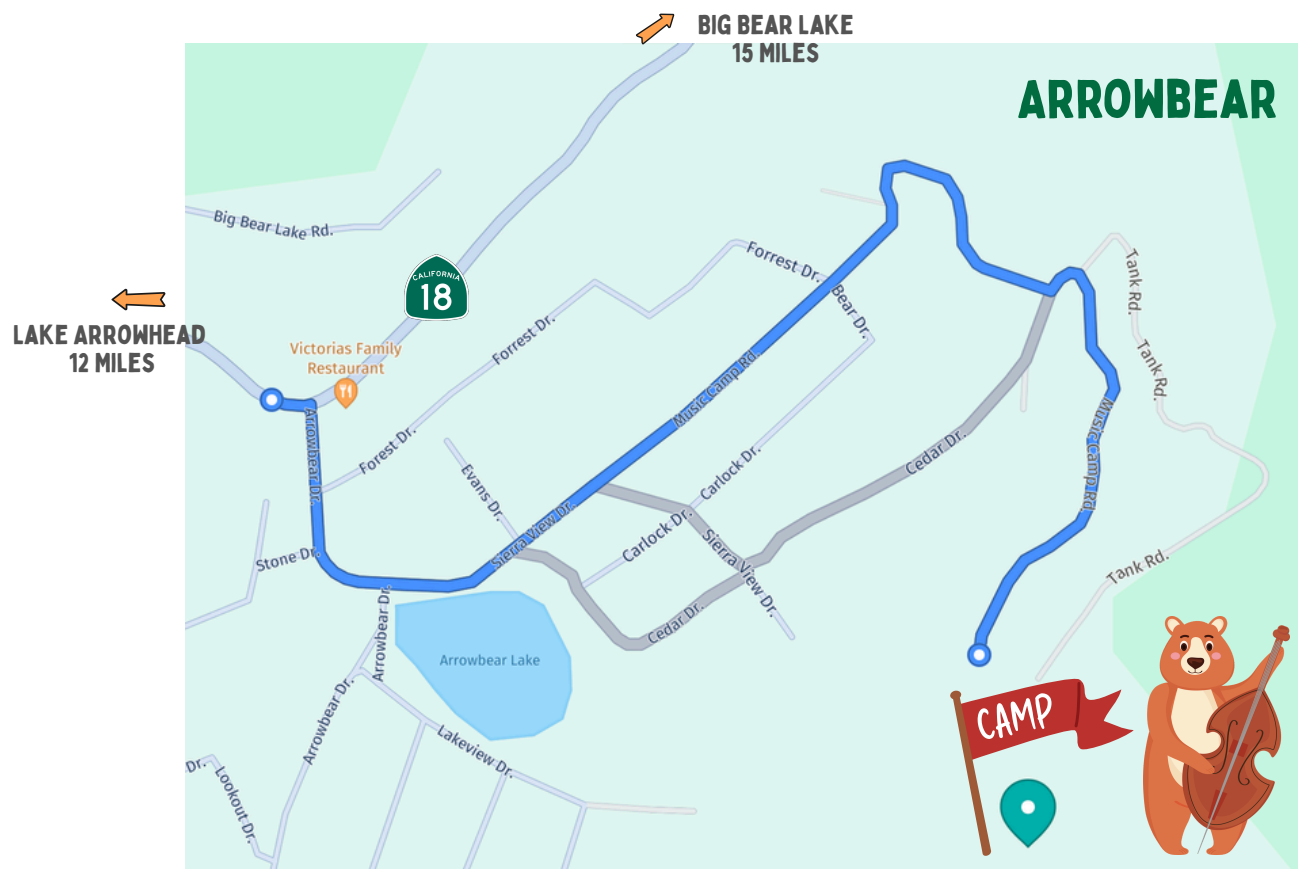 BIG BEAR LAKE
15 MILES
ARROWBEAR
Big Bear Lake Rd.
Forrest Dr.
Tank Rd.
CALIFORNIA
18
Bear Dr.
LAKE ARROWHEAD
12 MILES
Victorias Family
Restaurant
Forrest Dr.
Tank Rd.
Music Camp Rd.
Arrowbear Dr.
Forest Dr.
Music Camp Rd.
Evans Dr.
Carlock Dr.
Cedar Dr.
Sierra View Dr.
Carlock Dr.
Sierra View Dr.
Stone Dr.
Tank Rd.
Arrowbear Dr.
Cedar Dr.
Arrowbear Lake
Arrowbear Dr.
CAMP
Lakeview Dr.
Dr.
Lookout Dr.